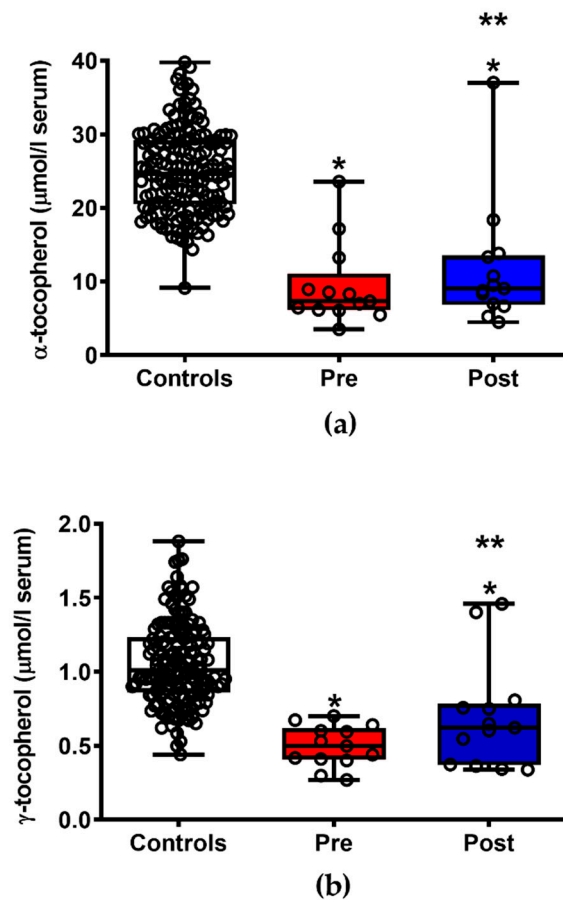 **
*
*
40
30
20
10
0
α-tocopherol (μmol/l serum)
Controls Pre Post
(a)
**
*
*
2.0
1.5
1.0
0.5
0.0
γ-tocopherol (μmol/l serum)
Controls Pre Post
(b)